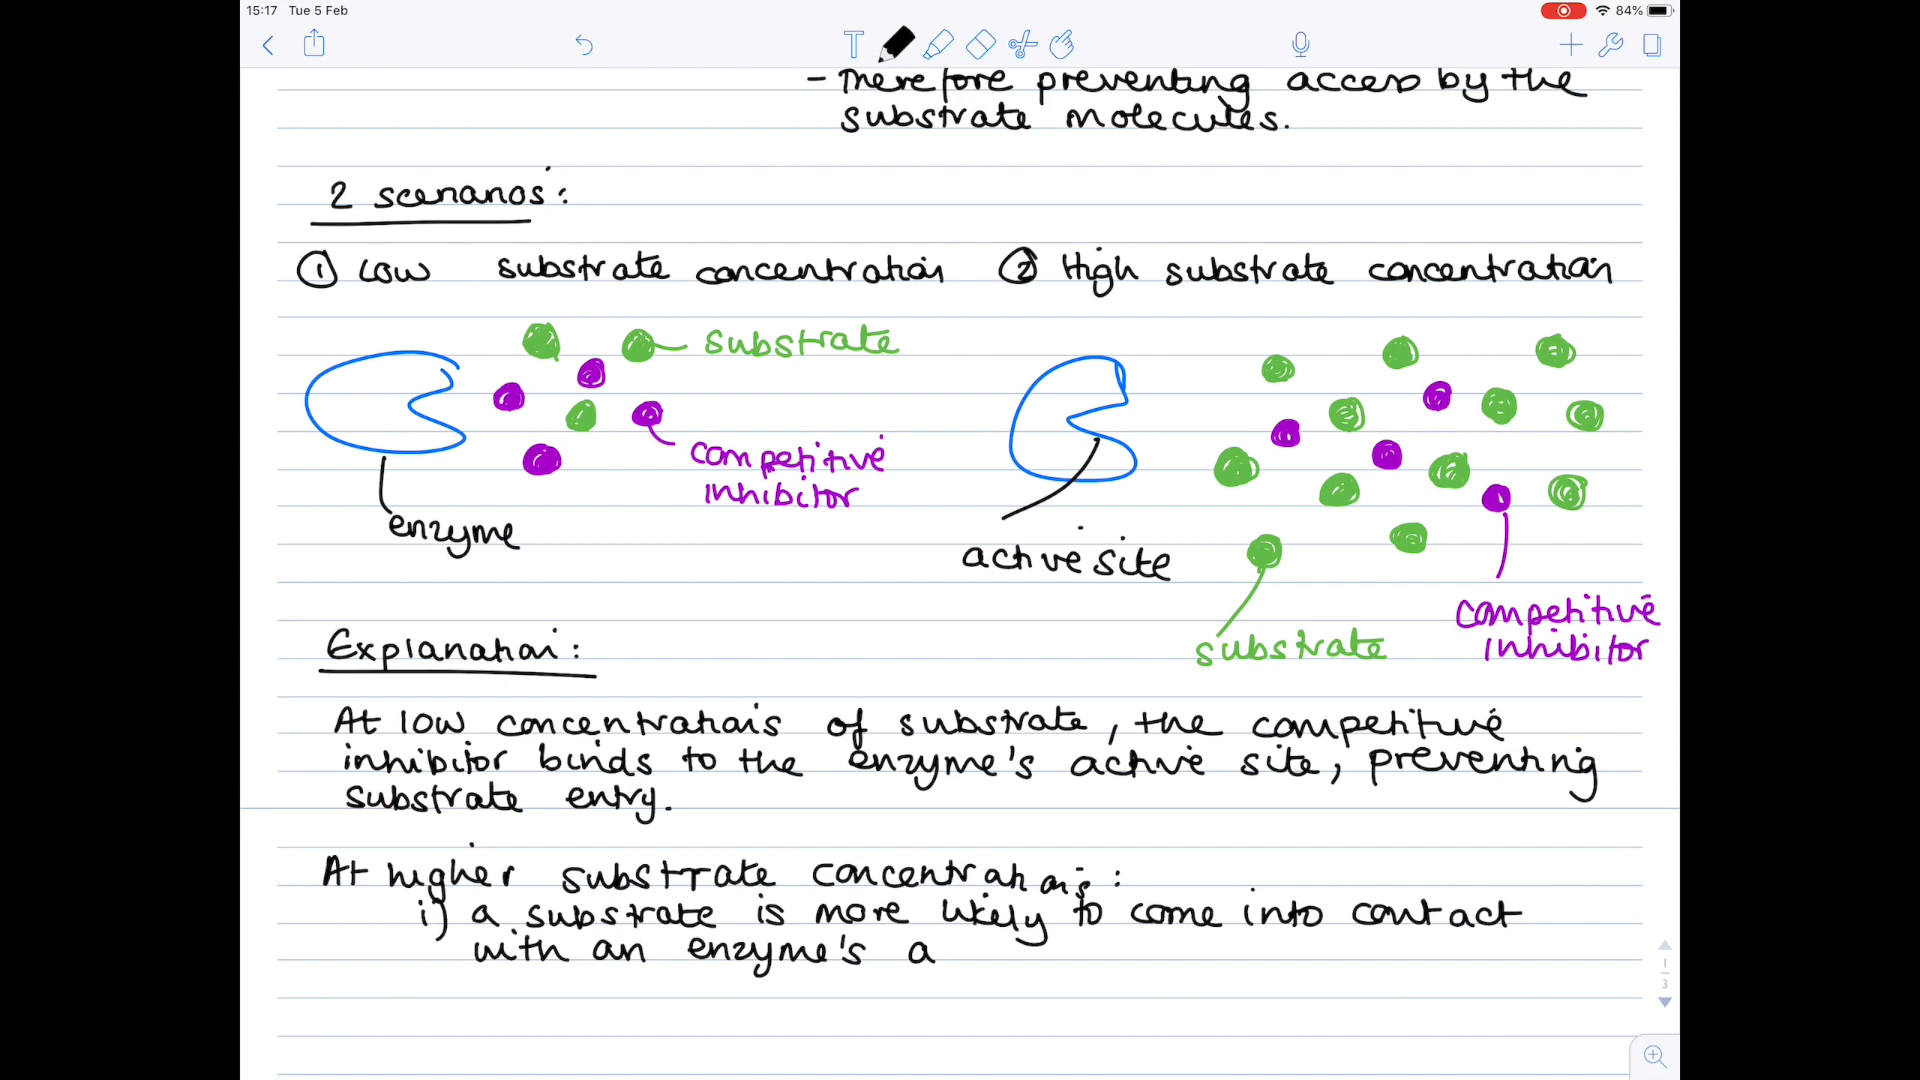 15:17 Tue 5 Feb
84%
T
- Therefore preventing access by the
substrate molecules.
2 scenarios:
① Low substrate concentration ② High substrate concentration
substrate
competitive
inhibitor
enzyme
active site
substrate
competitive
inhibitor
Explanation:
At low concentrations of substrate, the competitive
inhibitor binds to the enzyme's active site, preventing
substrate entry.
At higher substrate concentrations:
i) a substrate is more likely to come into contact
with an enzyme's a
1
3